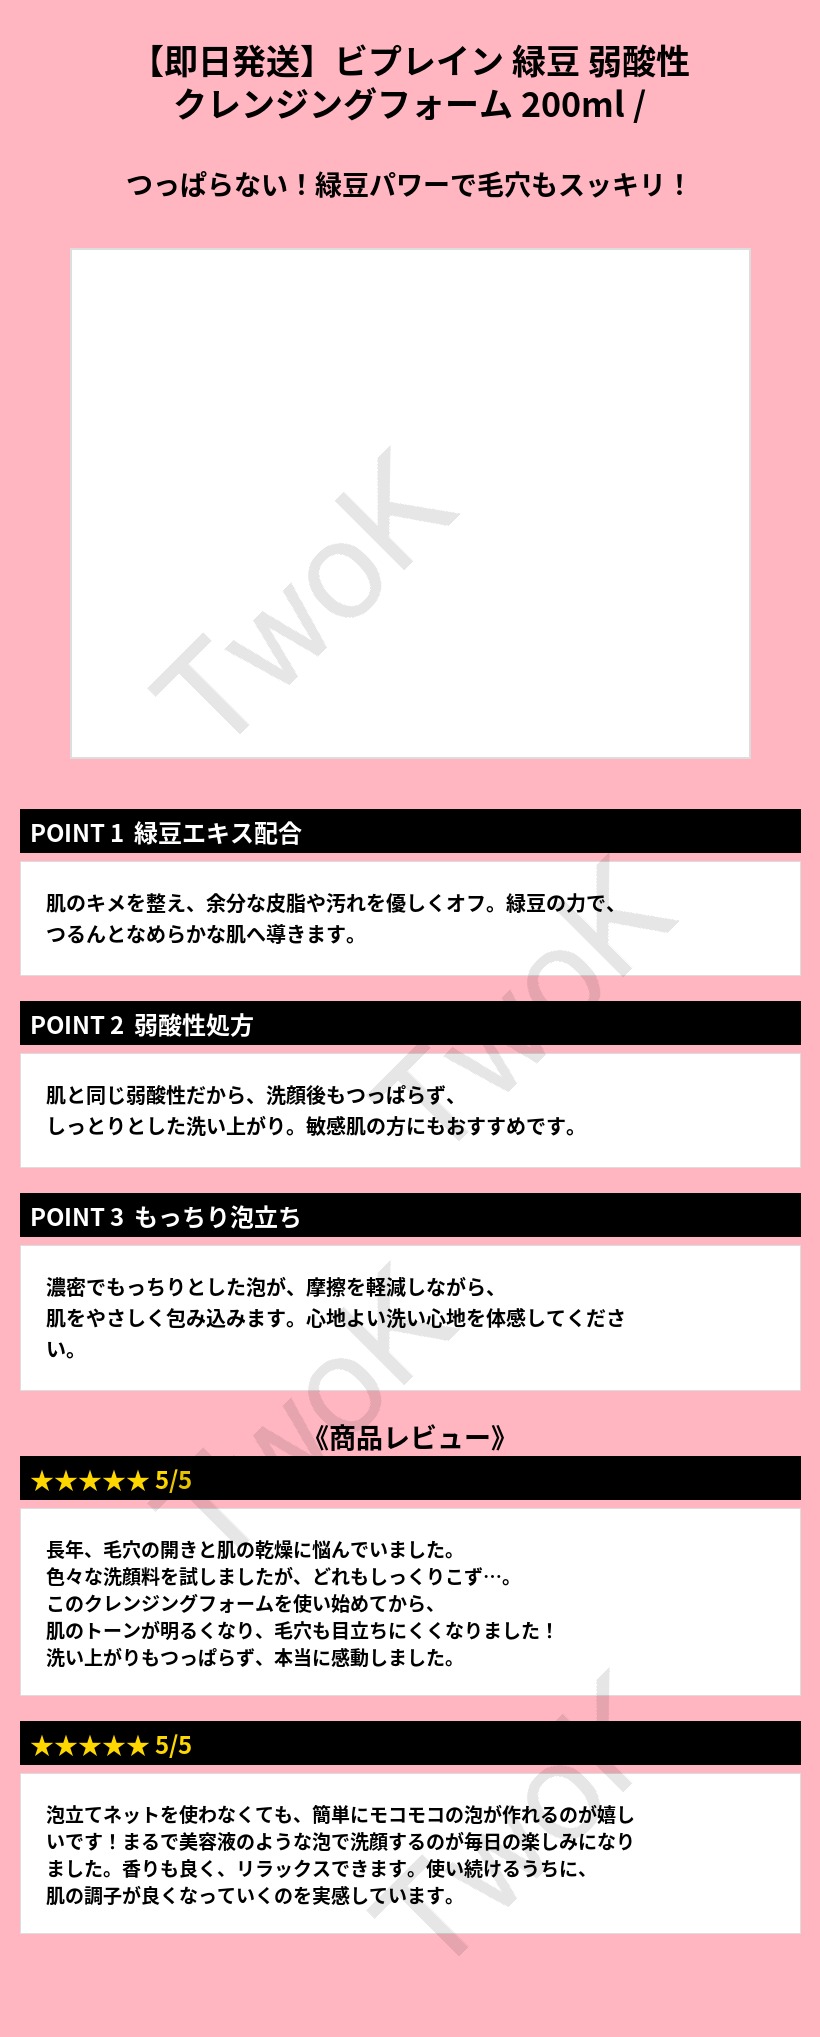 【即日発送】ビプレイン 緑豆 弱酸性
クレンジングフォーム 200ml /
つっぱらない！緑豆パワーで毛穴もスッキリ！
TwoK
POINT 1 緑豆エキス配合
肌のキメを整え、余分な皮脂や汚れを優しくオフ。緑豆の力で、
つるんとなめらかな肌へ導きます。
TwoK
POINT 2 弱酸性処方
肌と同じ弱酸性だから、洗顔後もつっぱらず、
しっとりとした洗い上がり。敏感肌の方にもおすすめです。
POINT 3 もっちり泡立ち
濃密でもっちりとした泡が、摩擦を軽減しながら、
肌をやさしく包み込みます。心地よい洗い心地を体感してくださ
い。
TwoK
《商品レビュー》
★★★★★ 5/5
長年、毛穴の開きと肌の乾燥に悩んでいました。
色々な洗顔料を試しましたが、どれもしっくりこず…。
このクレンジングフォームを使い始めてから、
肌のトーンが明るくなり、毛穴も目立ちにくくなりました！
洗い上がりもつっぱらず、本当に感動しました。
★★★★★ 5/5
泡立てネットを使わなくても、簡単にモコモコの泡が作れるのが嬉し
いです！まるで美容液のような泡で洗顔するのが毎日の楽しみになり
ました。香りも良く、リラックスできます。使い続けるうちに、
肌の調子が良くなっていくのを実感しています。
TwoK